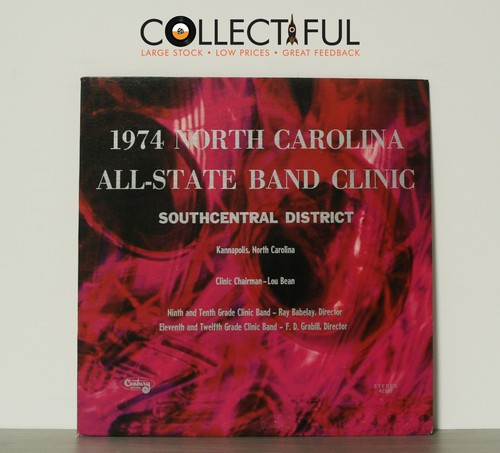 COLLECTIFUL
LARGE STOCK • LOW PRICES • GREAT FEEDBACK
1974 NORTH CAROLINA
ALL-STATE BAND CLINIC
SOUTHCENTRAL DISTRICT
Kannapolis, North Carolina
Clinic Chairman – Lou Bean
Ninth and Tenth Grade Clinic Band – Ray Babelay, Director
Eleventh and Twelfth Grade Clinic Band – F. D. Grabill, Director
Century
STEREO